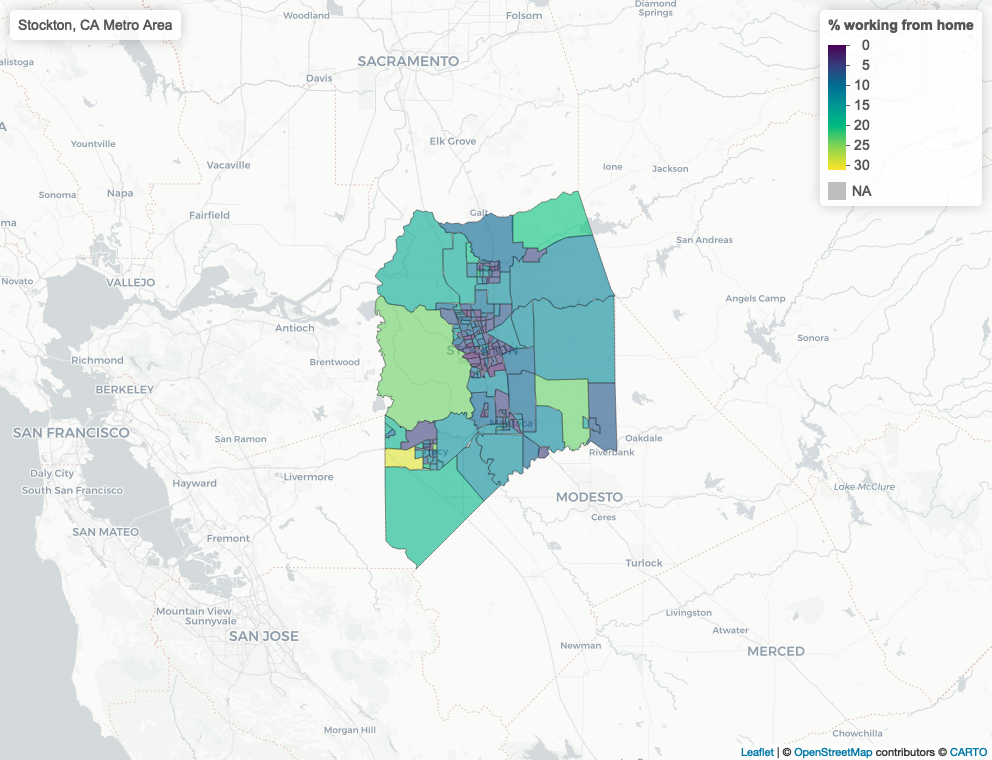 Stockton, CA Metro Area
% working from home
0
5
10
15
20
25
30
NA
Woodland
Folsom
Diamond
Springs
alistoga
SACRAMENTO
Davis
A
Yountville
Elk Grove
Vacaville
Ione
Jackson
Sonoma
Napa
ma
Fairfield
Galt
San Andreas
Novato
VALLEJO
Angels Camp
Antioch
Sonora
Richmond
Brentwood
STOCKTON
BERKELEY
Manteca
SAN FRANCISCO
San Ramon
Oakdale
Riverbank
Daly City
Livermore
South San Francisco
Hayward
MODESTO
Lake McClure
Ceres
SAN MATEO
Fremont
Turlock
Mountain View
Sunnyvale
Livingston
SAN JOSE
Atwater
Newman
MERCED
Morgan Hill
Chowchilla
Leaflet | © OpenStreetMap contributors © CARTO